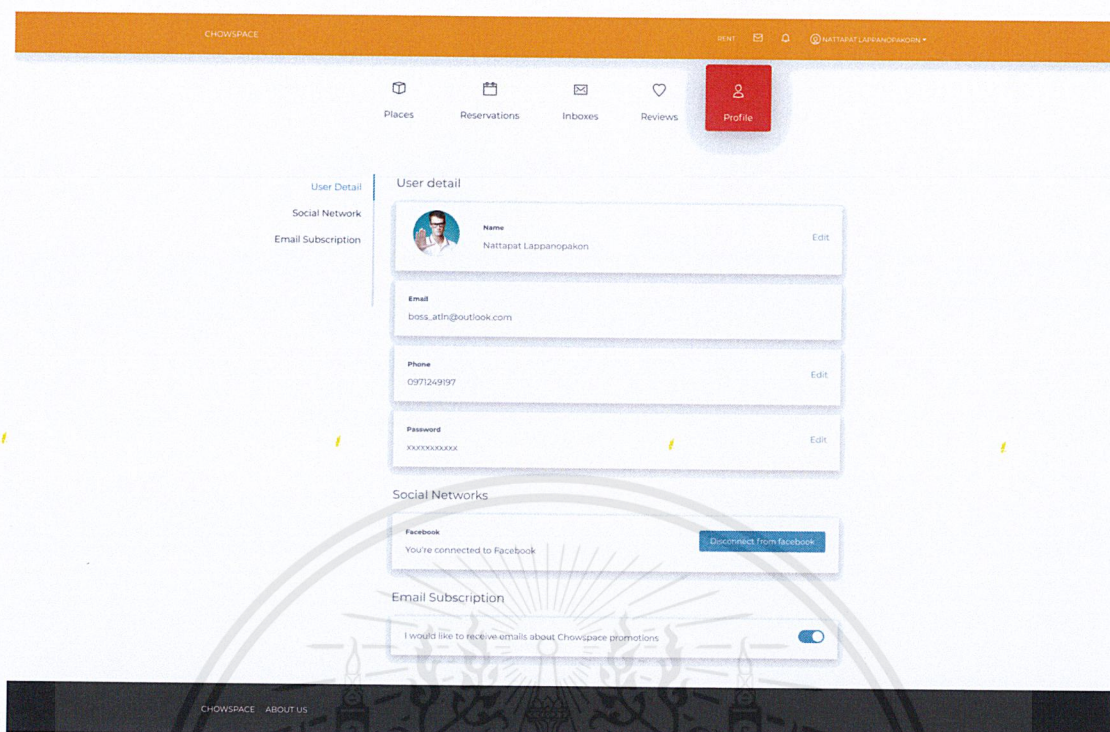 CHOWSPACE
RENT
NATTAPAT LAPPANOPAKORN
Places
Reservations
Inboxes
Reviews
Profile
User Detail
Social Network
Email Subscription
User detail
Name
Nattapat Lappanopakon
Edit
Email
boss_atln@outlook.com
Phone
0971249197
Edit
Password
xxxxxxxxxxx
Edit
Social Networks
Facebook
You're connected to Facebook
Disconnect from facebook
Email Subscription
I would like to receive emails about Chowspace promotions
CHOWSPACE ABOUT US